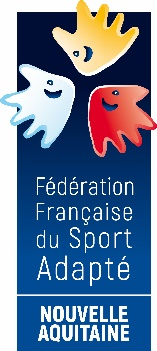 Fédération
Française
du Sport
Adapté
NOUVELLE
AQUITAINE